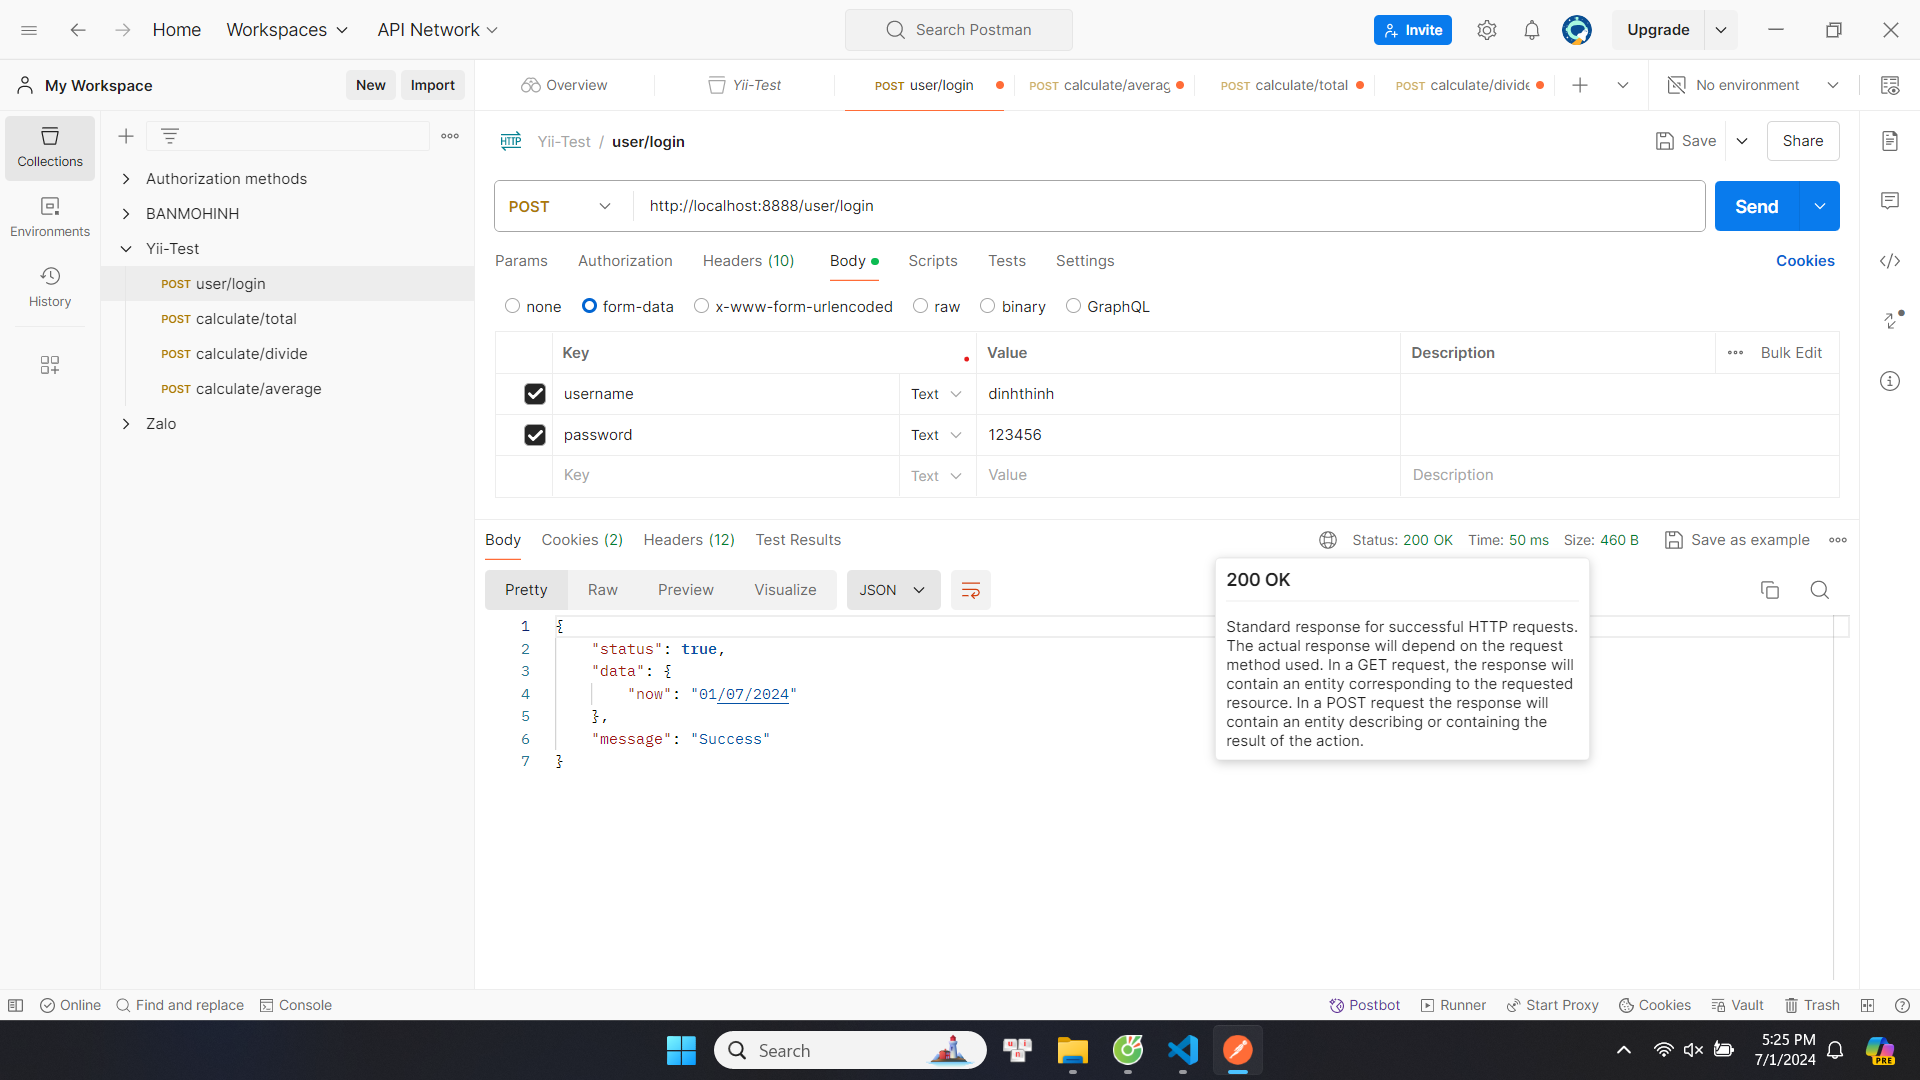 Home Workspaces API Network Search Postman Invite Upgrade
My Workspace New Import Overview Yii-Test POST user/login POST calculate/averag POST calculate/total POST calculate/divide No environment
Collections
Environments
History
Authorization methods
BANMOHINH
Yii-Test
POST user/login
POST calculate/total
POST calculate/divide
POST calculate/average
Zalo
HTTP Yii-Test / user/login Save Share
POST http://localhost:8888/user/login Send
Params Authorization Headers (10) Body Scripts Tests Settings Cookies
none form-data x-www-form-urlencoded raw binary GraphQL
Key Value Description Bulk Edit
username Text dinhthinh
password Text 123456
Key Text Value Description
Body Cookies (2) Headers (12) Test Results Status: 200 OK Time: 50 ms Size: 460 B Save as example
Pretty Raw Preview Visualize JSON
1 {
2 "status": true,
3 "data": {
4 "now": "01/07/2024"
5 },
6 "message": "Success"
7 }
200 OK
Standard response for successful HTTP requests.
The actual response will depend on the request
method used. In a GET request, the response will
contain an entity corresponding to the requested
resource. In a POST request the response will
contain an entity describing or containing the
result of the action.
Online Find and replace Console Postbot Runner Start Proxy Cookies Vault Trash
Search
5:25 PM
7/1/2024
PRE